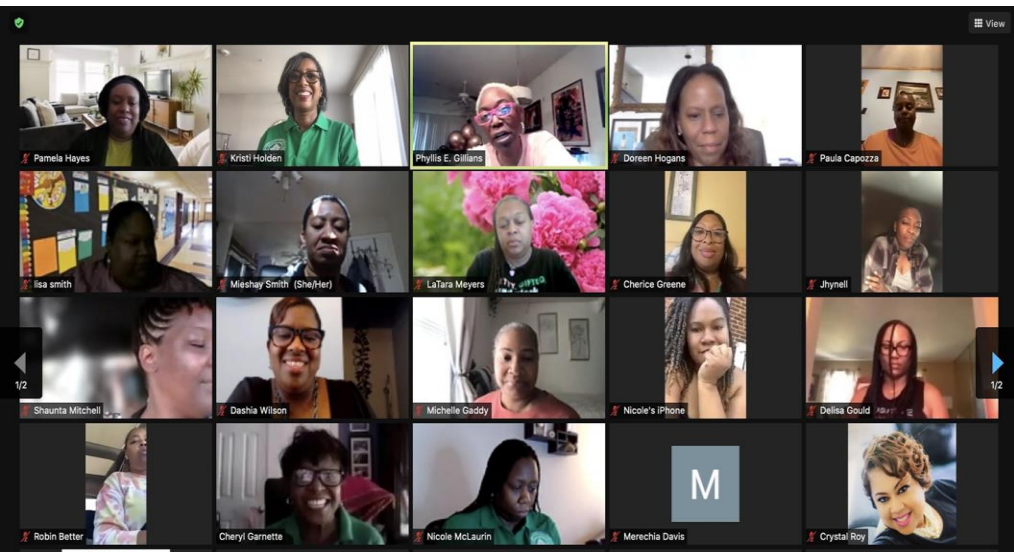 View
Pamela Hayes
Kristi Holden
Phyllis E. Gillians
Doreen Hogans
Paula Capozza
lisa smith
Mieshay Smith (She/Her)
LaTara Meyers
Cherice Greene
Jhynell
1/2
1/2
Shaunta Mitchell
Dashia Wilson
Michelle Gaddy
Nicole's iPhone
Delisa Gould
M
Robin Better
Cheryl Garnette
Nicole McLaurin
Merechia Davis
Crystal Roy